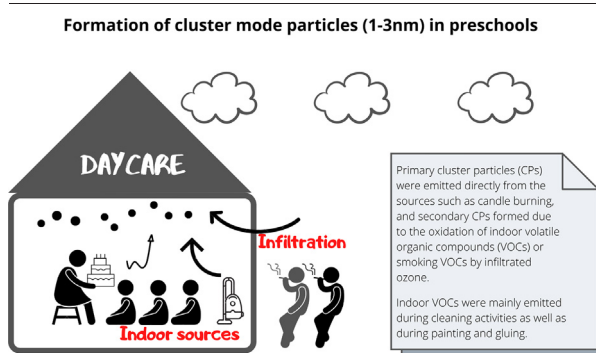 Formation of cluster mode particles (1-3nm) in preschools
DAYCARE
Infiltration
Indoor sources
Primary cluster particles (CPs)
were emitted directly from the
sources such as candle burning,
and secondary CPs formed due
to the oxidation of indoor volatile
organic compounds (VOCs) or
smoking VOCs by infiltrated
ozone.
Indoor VOCs were mainly emitted
during cleaning activities as well as
during painting and gluing.